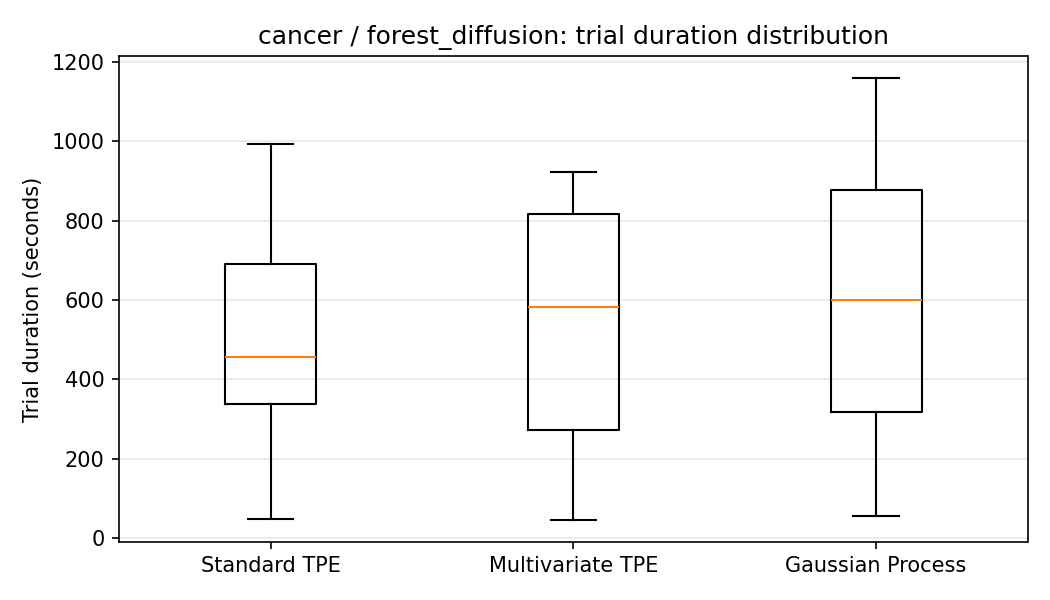 cancer / forest_diffusion: trial duration distribution
Trial duration (seconds)
1200
1000
800
600
400
200
0
Standard TPE
Multivariate TPE
Gaussian Process